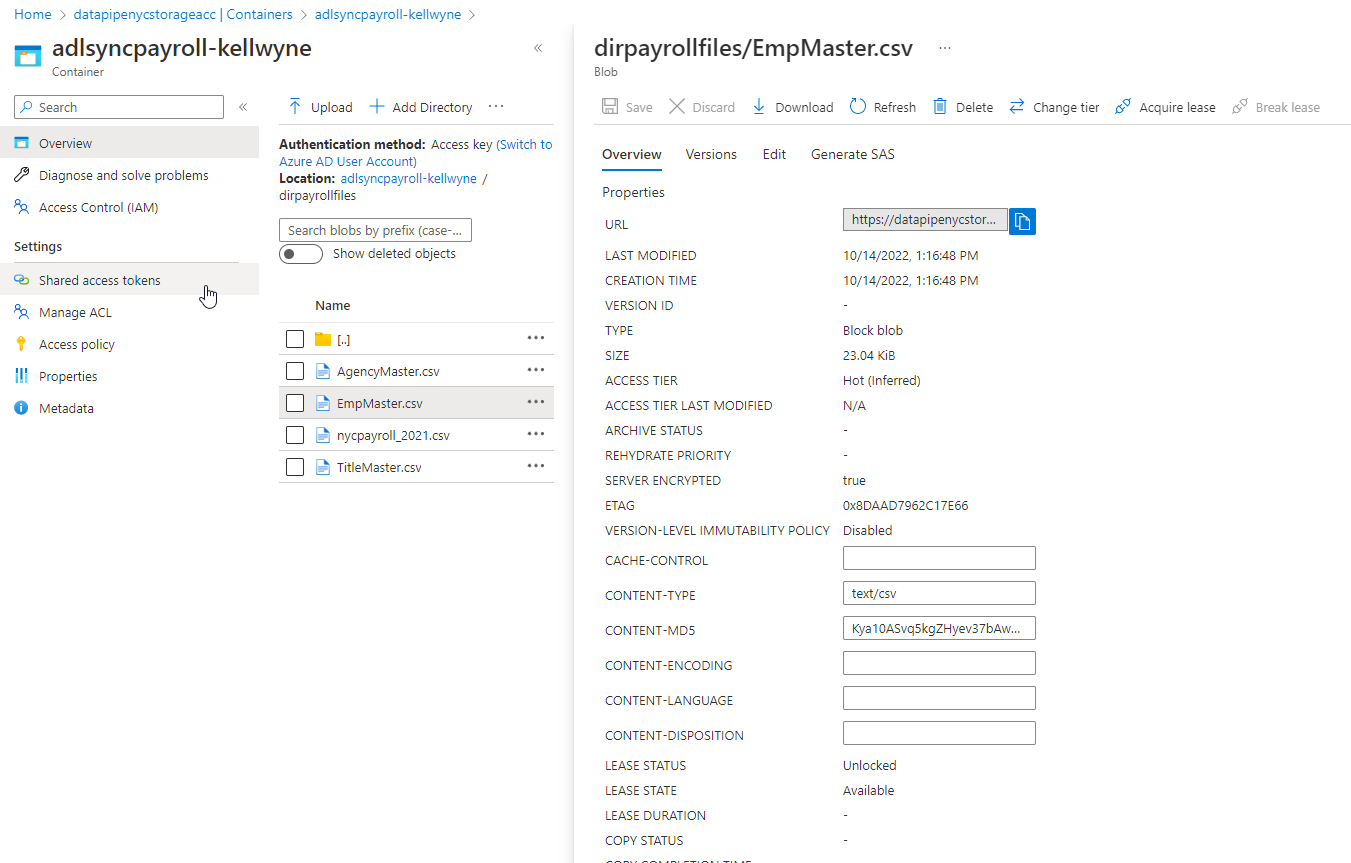 Home > datapipenycstorageacc | Containers > adlsyncpayroll-kellwyne >
adlsyncpayroll-kellwyne
Container
Search
Overview
Diagnose and solve problems
Access Control (IAM)
Settings
Shared access tokens
Manage ACL
Access policy
Properties
Metadata
Upload
Add Directory
Authentication method: Access key (Switch to
Azure AD User Account)
Location: adlsyncpayroll-kellwyne /
dirpayrollfiles
Search blobs by prefix (case-...
Show deleted objects
Name
[..]
AgencyMaster.csv
EmpMaster.csv
nycpayroll_2021.csv
TitleMaster.csv
dirpayrollfiles/EmpMaster.csv
Blob
Save
Discard
Download
Refresh
Delete
Change tier
Acquire lease
Break lease
Overview
Versions
Edit
Generate SAS
Properties
URL https://datapipenycstor...
LAST MODIFIED 10/14/2022, 1:16:48 PM
CREATION TIME 10/14/2022, 1:16:48 PM
VERSION ID -
TYPE Block blob
SIZE 23.04 KiB
ACCESS TIER Hot (Inferred)
ACCESS TIER LAST MODIFIED N/A
ARCHIVE STATUS -
REHYDRATE PRIORITY -
SERVER ENCRYPTED true
ETAG 0x8DAAD7962C17E66
VERSION-LEVEL IMMUTABILITY POLICY Disabled
CACHE-CONTROL
CONTENT-TYPE text/csv
CONTENT-MD5 Kya10ASvq5kgZHyev37bAw...
CONTENT-ENCODING
CONTENT-LANGUAGE
CONTENT-DISPOSITION
LEASE STATUS Unlocked
LEASE STATE Available
LEASE DURATION -
COPY STATUS -
COPY COMPLETION TIME